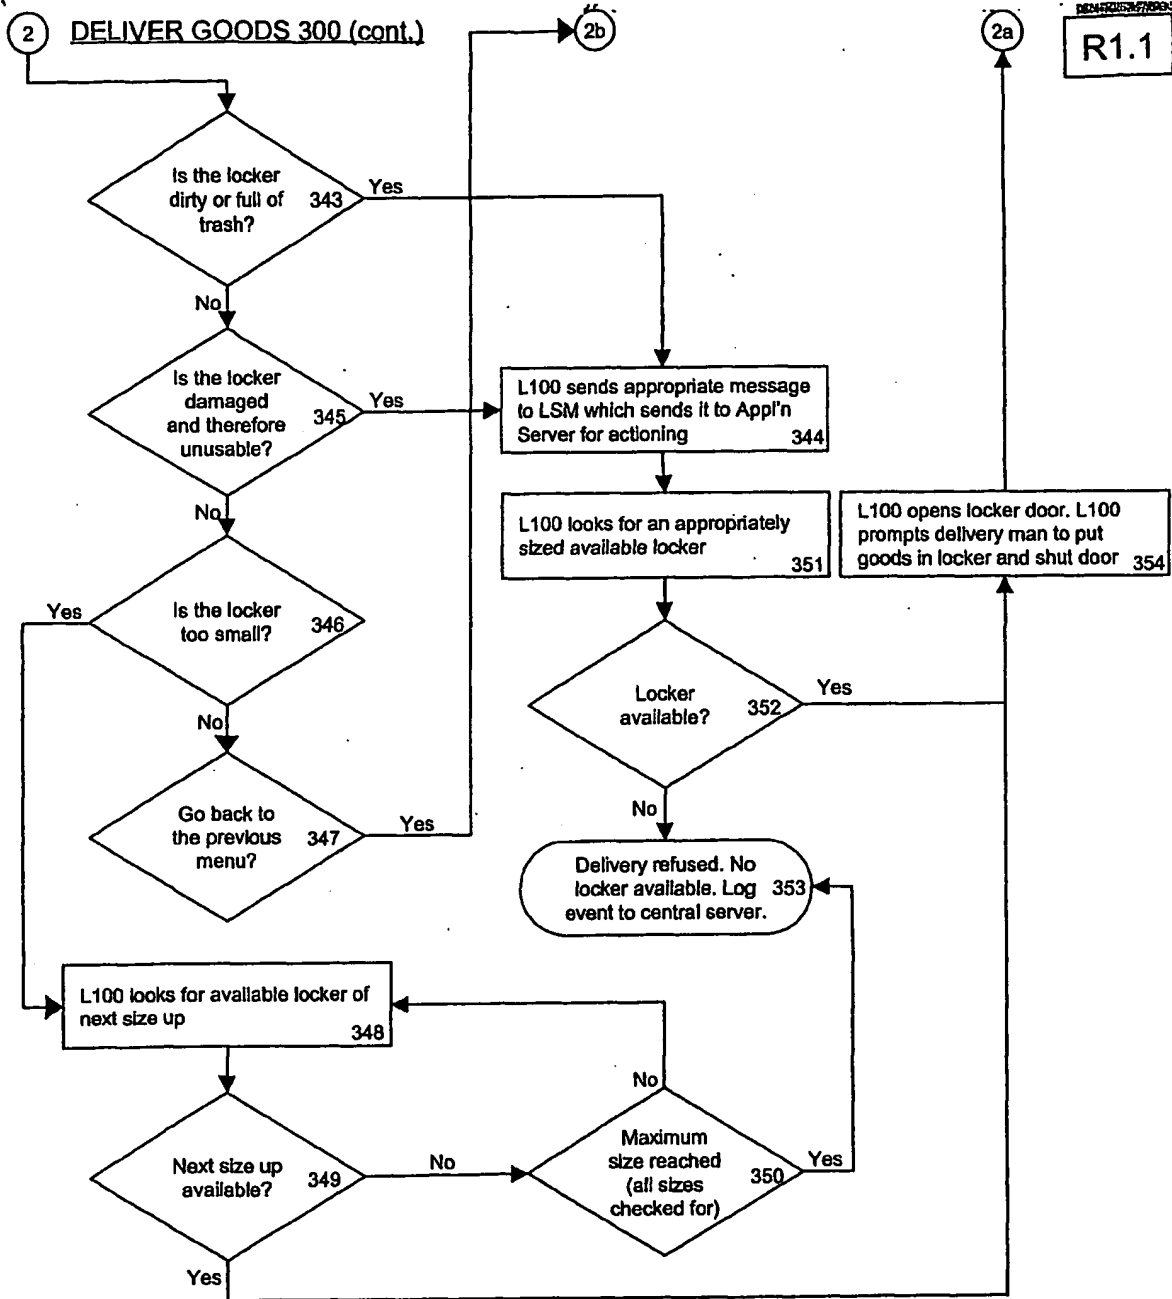 2
DELIVER GOODS 300 (cont.)
2b
2a
R1.1
Is the locker
dirty or full of
trash?
343
Yes
No
Is the locker
damaged
and therefore
unusable?
345
Yes
No
L100 sends appropriate message
to LSM which sends it to Appl'n
Server for actioning
344
L100 looks for an appropriately
sized available locker
351
L100 opens locker door. L100
prompts delivery man to put
goods in locker and shut door
354
Yes
Is the locker
too small?
346
No
Locker
available?
352
Yes
No
Go back to
the previous
menu?
347
Yes
Delivery refused. No
locker available. Log
event to central server.
353
L100 looks for available locker of
next size up
348
No
Next size up
available?
349
No
Maximum
size reached
(all sizes
checked for)
350
Yes
Yes